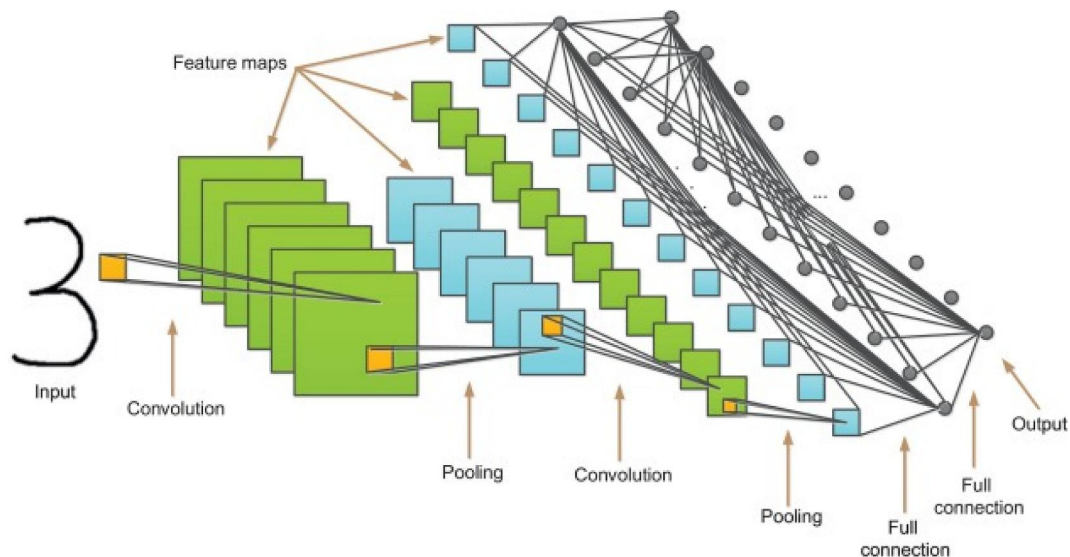 Feature maps
3
Input
Convolution
Pooling
Convolution
Pooling
Full
connection
Full
connection
Output
...